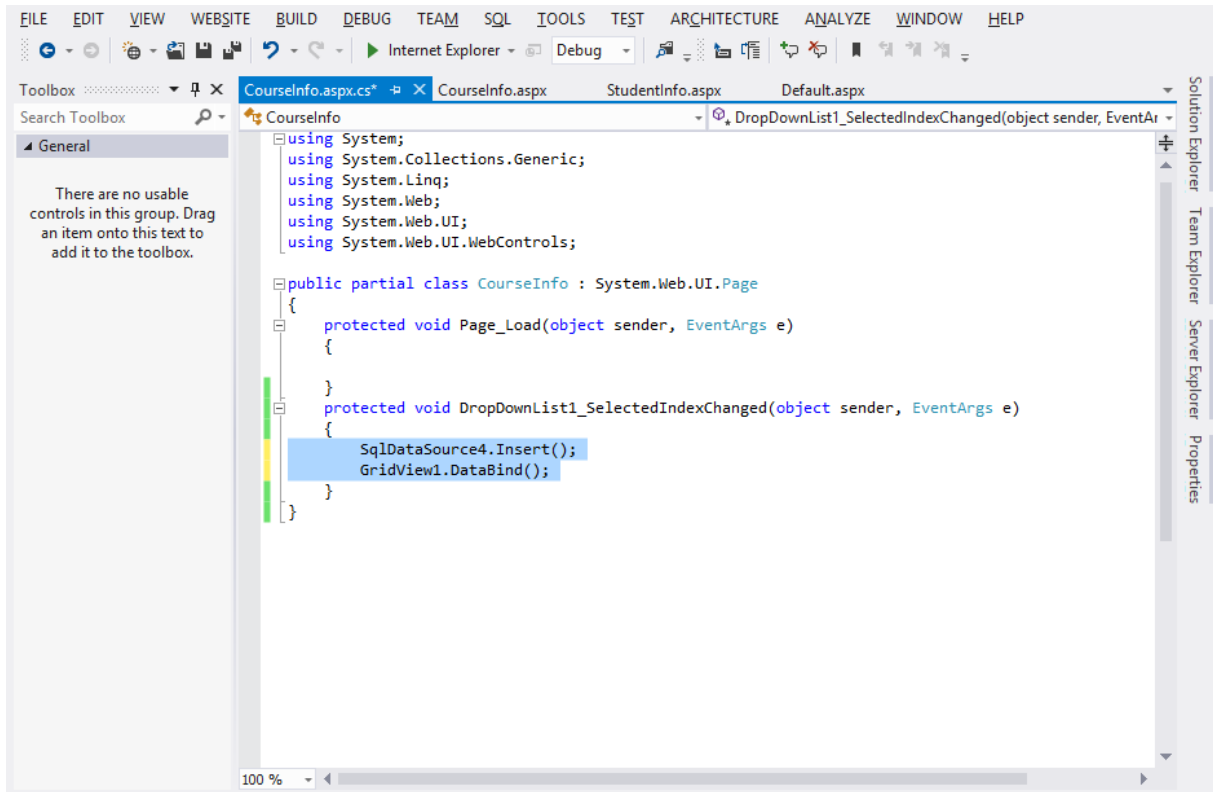 FILE EDIT VIEW WEBSITE BUILD DEBUG TEAM SQL TOOLS TEST ARCHITECTURE ANALYZE WINDOW HELP
Internet Explorer Debug
Toolbox
Search Toolbox
General
There are no usable
controls in this group. Drag
an item onto this text to
add it to the toolbox.
CourseInfo.aspx.cs* CourseInfo.aspx StudentInfo.aspx Default.aspx
CourseInfo DropDownList1_SelectedIndexChanged(object sender, EventAr
using System;
using System.Collections.Generic;
using System.Linq;
using System.Web;
using System.Web.UI;
using System.Web.UI.WebControls;
public partial class CourseInfo : System.Web.UI.Page
{
protected void Page_Load(object sender, EventArgs e)
{
}
protected void DropDownList1_SelectedIndexChanged(object sender, EventArgs e)
{
SqlDataSource4.Insert();
GridView1.DataBind();
}
}
100 %
Solution Explorer
Team Explorer
Server Explorer
Properties